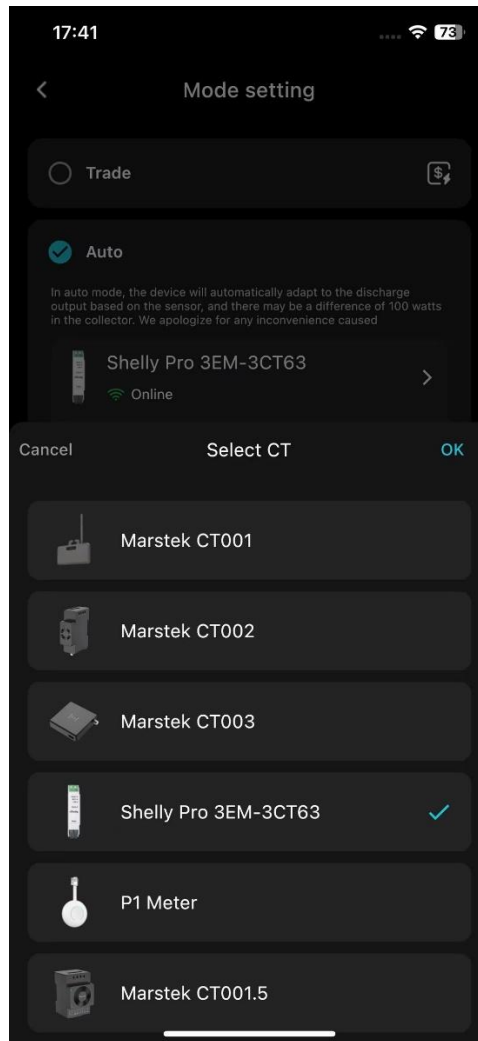 17:41
73
Mode setting
Trade
Auto
In auto mode, the device will automatically adapt to the discharge
output based on the sensor, and there may be a difference of 100 watts
in the collector. We apologize for any inconvenience caused
Shelly Pro 3EM-3CT63
Online
Cancel
Select CT
OK
Marstek CT001
Marstek CT002
Marstek CT003
Shelly Pro 3EM-3CT63
P1 Meter
Marstek CT001.5